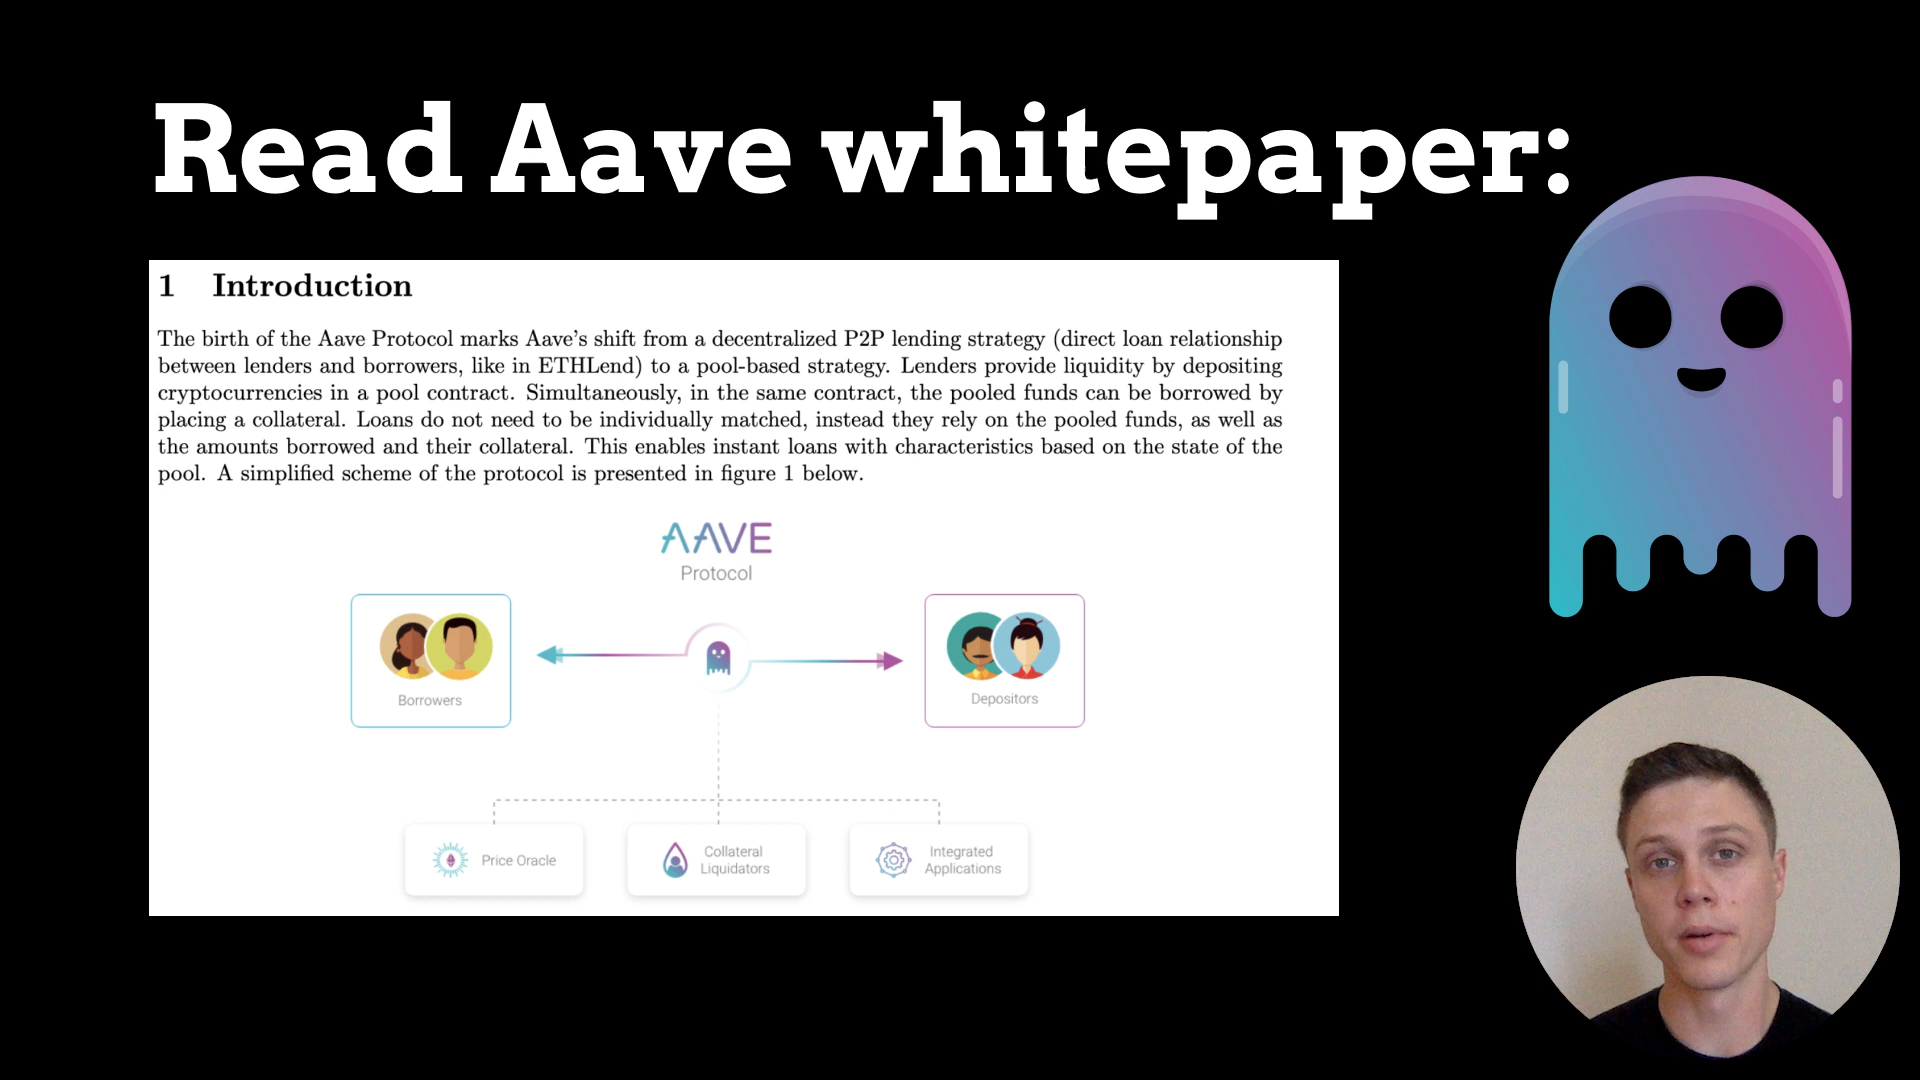 Read Aave whitepaper:
1 Introduction
The birth of the Aave Protocol marks Aave’s shift from a decentralized P2P lending strategy (direct loan relationship
between lenders and borrowers, like in ETHLend) to a pool-based strategy. Lenders provide liquidity by depositing
cryptocurrencies in a pool contract. Simultaneously, in the same contract, the pooled funds can be borrowed by
placing a collateral. Loans do not need to be individually matched, instead they rely on the pooled funds, as well as
the amounts borrowed and their collateral. This enables instant loans with characteristics based on the state of the
pool. A simplified scheme of the protocol is presented in figure 1 below.
AAVE
Protocol
Borrowers
Depositors
Price Oracle
Collateral
Liquidators
Integrated
Applications